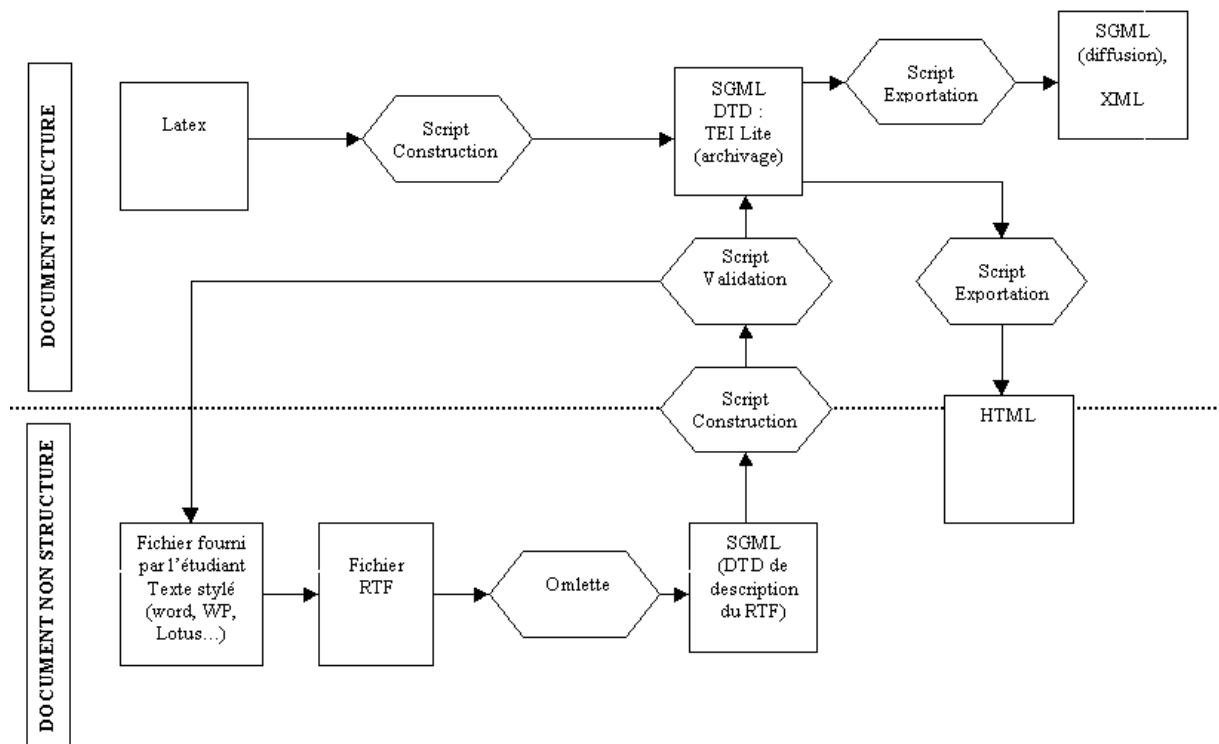 DOCUMENT STRUCTURE
Latex
Script
Construction
SGML
DTD :
TEI Lite
(archivage)
Script
Exportation
SGML
(diffusion),
XML
Script
Validation
Script
Exportation
Script
Construction
HTML
DOCUMENT NON STRUCTURE
Fichier fourni
par l’étudiant
Texte stylé
(word, WP,
Lotus...)
Fichier
RTF
Omlette
SGML
(DTD de
description
du RTF)